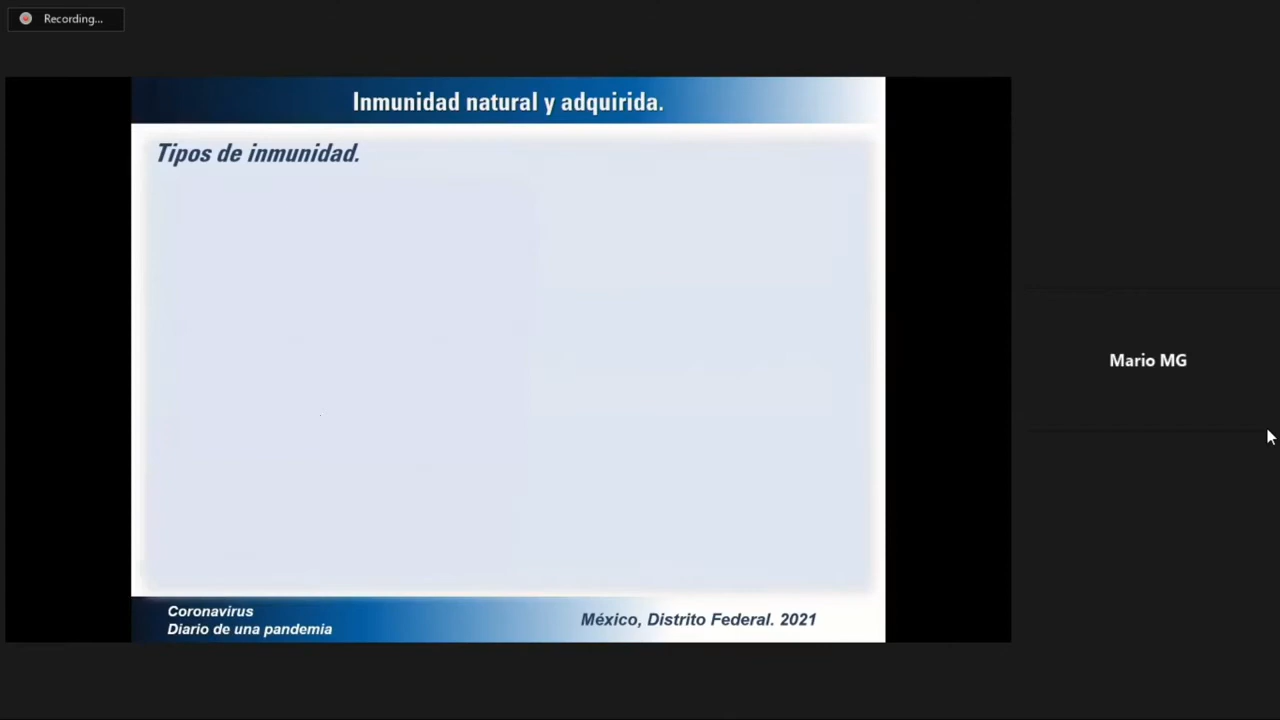 Recording...
Inmunidad natural y adquirida.
Tipos de inmunidad.
Mario MG
Coronavirus
Diario de una pandemia
México, Distrito Federal. 2021